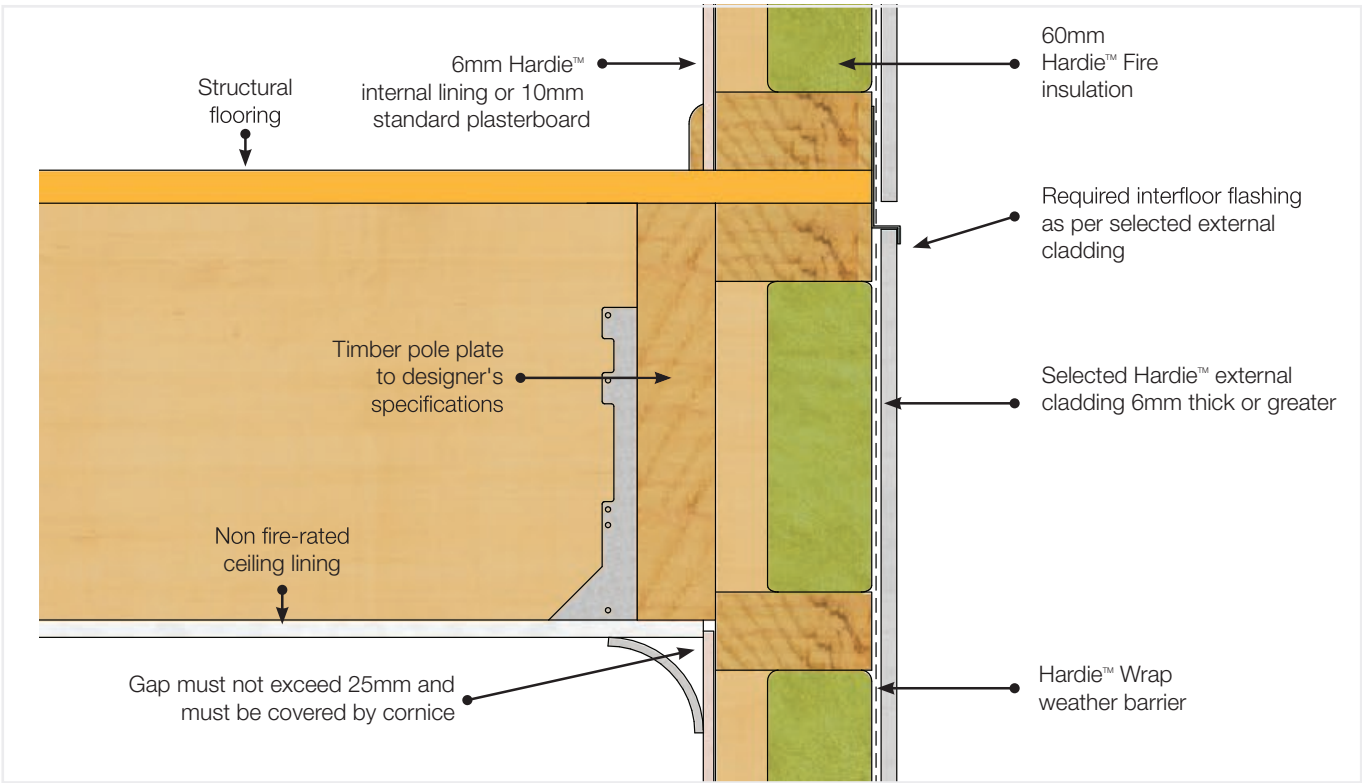 Structural
flooring
6mm Hardie™
internal lining or 10mm
standard plasterboard
60mm
Hardie™ Fire
insulation
Required interfloor flashing
as per selected external
cladding
Timber pole plate
to designer's
specifications
Selected Hardie™ external
cladding 6mm thick or greater
Non fire-rated
ceiling lining
Gap must not exceed 25mm and
must be covered by cornice
Hardie™ Wrap
weather barrier